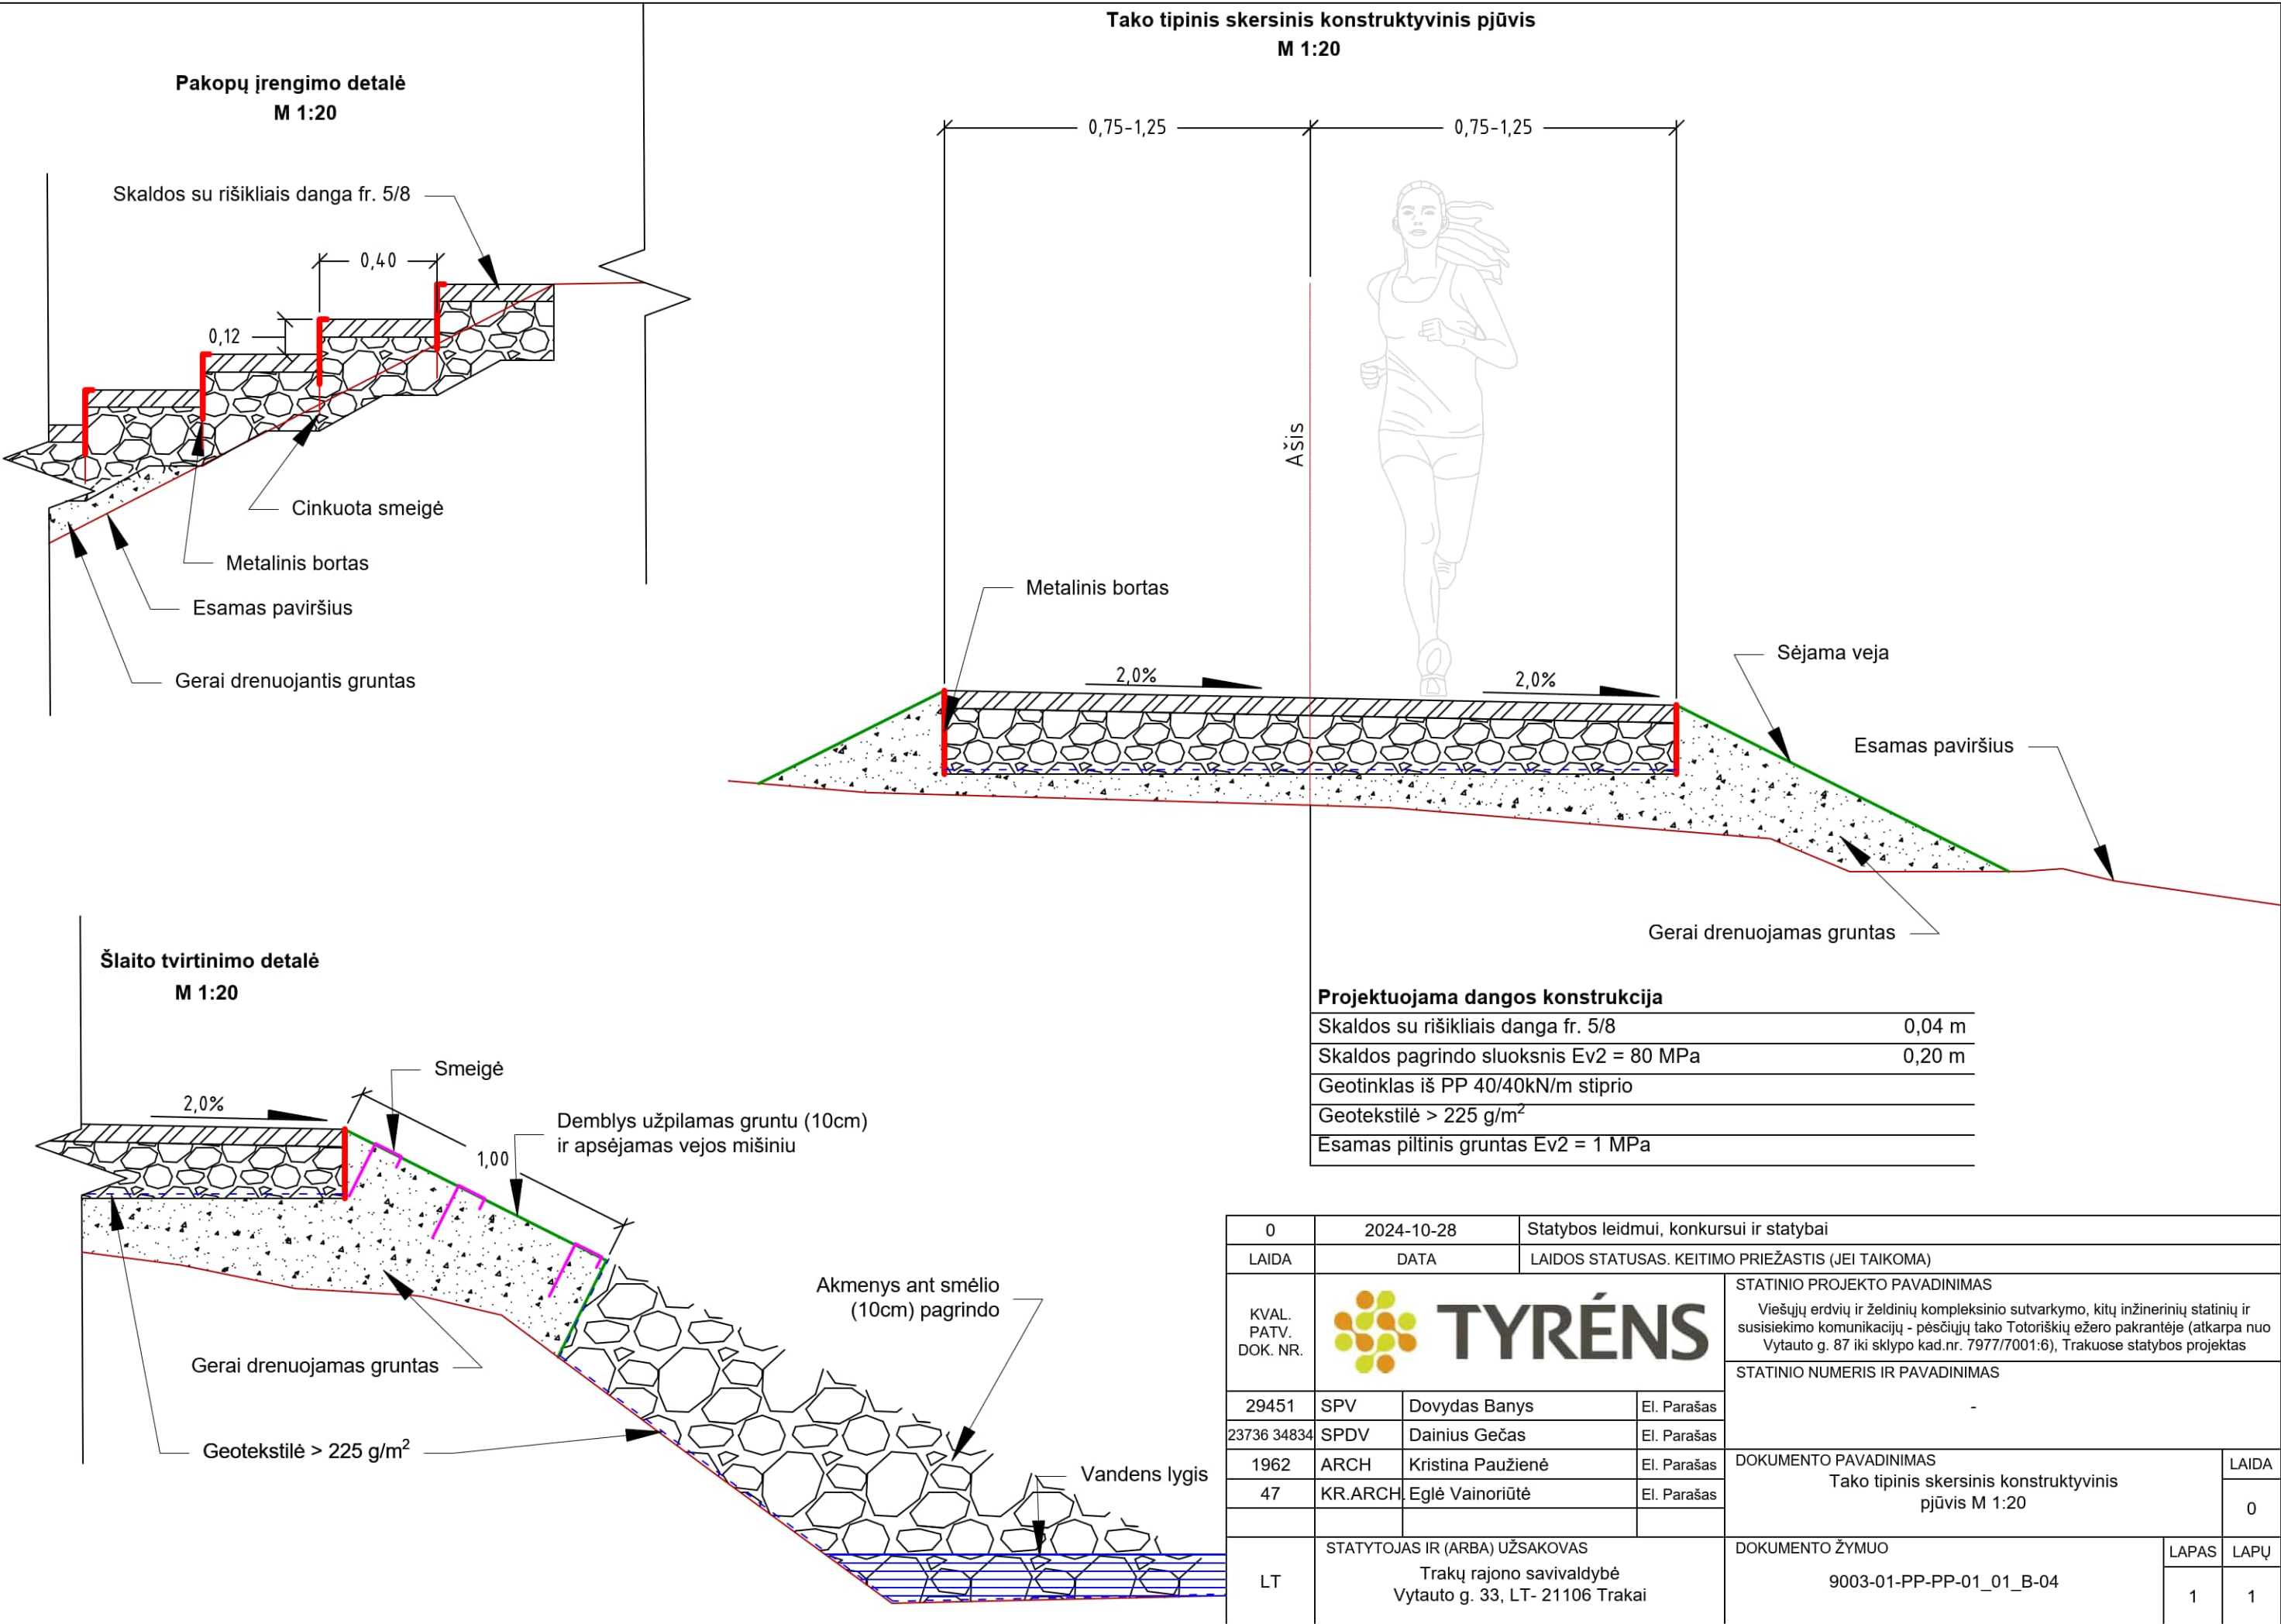 Tako tipinis skersinis konstruktyvinis pjūvis
M 1:20
Pakopų įrengimo detalė
M 1:20
Skaldos su rišikliais danga fr. 5/8
0,40
0,12
Cinkuota smeigė
Metalinis bortas
Esamas paviršius
Gerai drenuojantis gruntas
0,75-1,25
0,75-1,25
Ašis
Metalinis bortas
2,0%
2,0%
Sėjama veja
Esamas paviršius
Gerai drenuojamas gruntas
Šlaito tvirtinimo detalė
M 1:20
Smeigė
2,0%
Demblys užpilamas gruntu (10cm)
ir apsėjamas vejos mišiniu
1,00
Akmenys ant smėlio
(10cm) pagrindo
Gerai drenuojamas gruntas
Geotekstilė > 225 g/m²
Vandens lygis
Projektuojama dangos konstrukcija
Skaldos su rišikliais danga fr. 5/8 0,04 m
Skaldos pagrindo sluoksnis Ev2 = 80 MPa 0,20 m
Geotinklas iš PP 40/40kN/m stiprio
Geotekstilė > 225 g/m²
Esamas piltinis gruntas Ev2 = 1 MPa
0 2024-10-28 Statybos leidmui, konkursui ir statybai
LAIDA DATA LAIDOS STATUSAS. KEITIMO PRIEŽASTIS (JEI TAIKOMA)
KVAL.
PATV.
DOK. NR.
TYRÉNS
STATINIO PROJEKTO PAVADINIMAS
Viešųjų erdvių ir želdinių kompleksinio sutvarkymo, kitų inžinerinių statinių ir
susisiekimo komunikacijų - pėsčiųjų tako Totoriškių ežero pakrantėje (atkarpa nuo
Vytauto g. 87 iki sklypo kad.nr. 7977/7001:6), Trakuose statybos projektas
STATINIO NUMERIS IR PAVADINIMAS
-
29451 SPV Dovydas Banys El. Parašas
23736 34834 SPDV Dainius Gečas El. Parašas
1962 ARCH Kristina Paužienė El. Parašas
47 KR.ARCH. Eglė Vainoriūtė El. Parašas
DOKUMENTO PAVADINIMAS
Tako tipinis skersinis konstruktyvinis
pjūvis M 1:20
LAIDA
0
LT
STATYTOJAS IR (ARBA) UŽSAKOVAS
Trakų rajono savivaldybė
Vytauto g. 33, LT- 21106 Trakai
DOKUMENTO ŽYMUO
9003-01-PP-PP-01_01_B-04
LAPAS LAPŲ
1 1